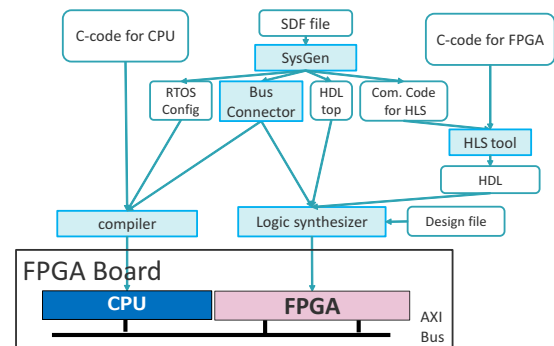 SDF file
C-code for CPU
SysGen
C-code for FPGA
RTOS
Config
Bus
Connector
HDL
top
Com. Code
for HLS
HLS tool
HDL
compiler
Logic synthesizer
Design file
FPGA Board
CPU
FPGA
AXI
Bus